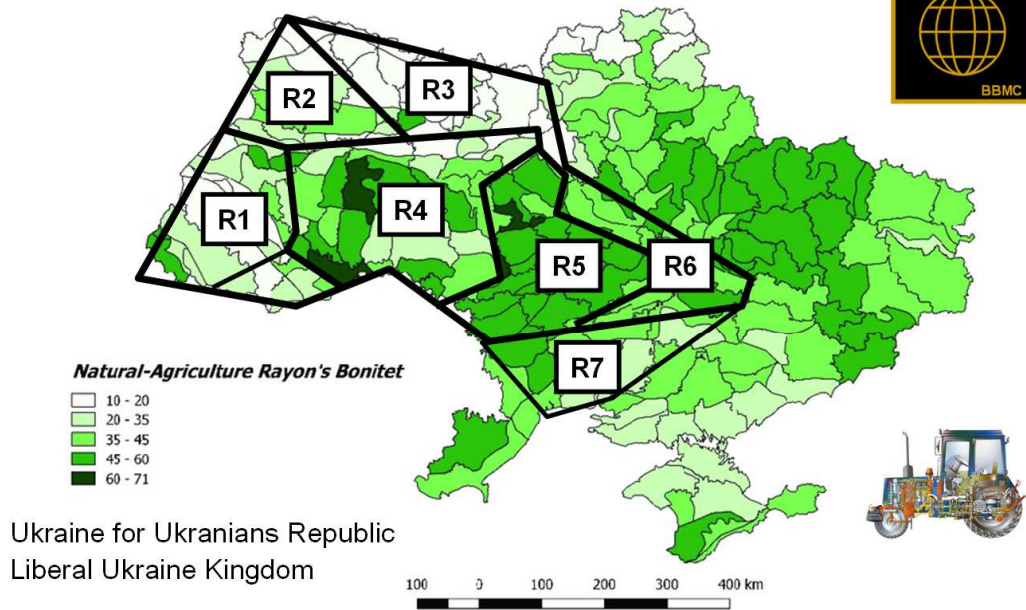 BBMC
R2
R3
R1
R4
R5
R6
R7
Natural-Agriculture Rayon's Bonitet
10 - 20
20 - 35
35 - 45
45 - 60
60 - 71
Ukraine for Ukranians Republic
Liberal Ukraine Kingdom
100 0 100 200 300 400 km